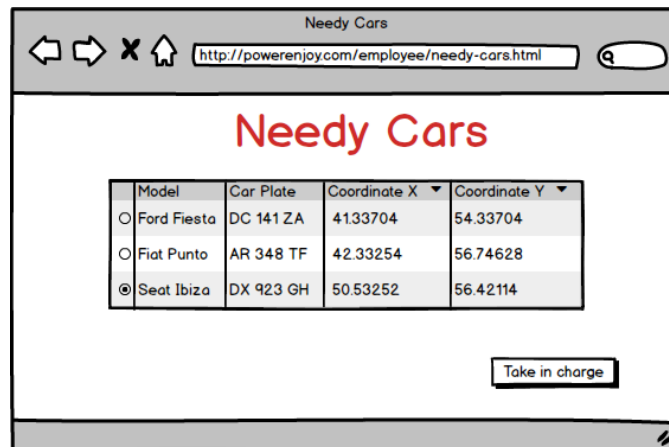 Needy Cars
http://powerenjoy.com/employee/needy-cars.html
Needy Cars
Model Car Plate Coordinate X Coordinate Y
Ford Fiesta DC 141 ZA 41.33704 54.33704
Fiat Punto AR 348 TF 42.33254 56.74628
Seat Ibiza DX 923 GH 50.53252 56.42114
Take in charge